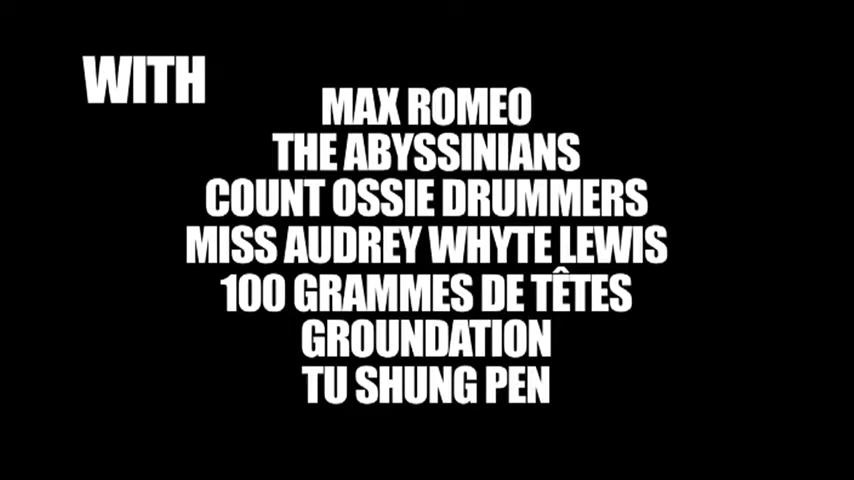 WITH
MAX ROMEO
THE ABYSSINIANS
COUNT OSSIE DRUMMERS
MISS AUDREY WHYTE LEWIS
100 GRAMMES DE TÊTES
GROUNDATION
TU SHUNG PEN